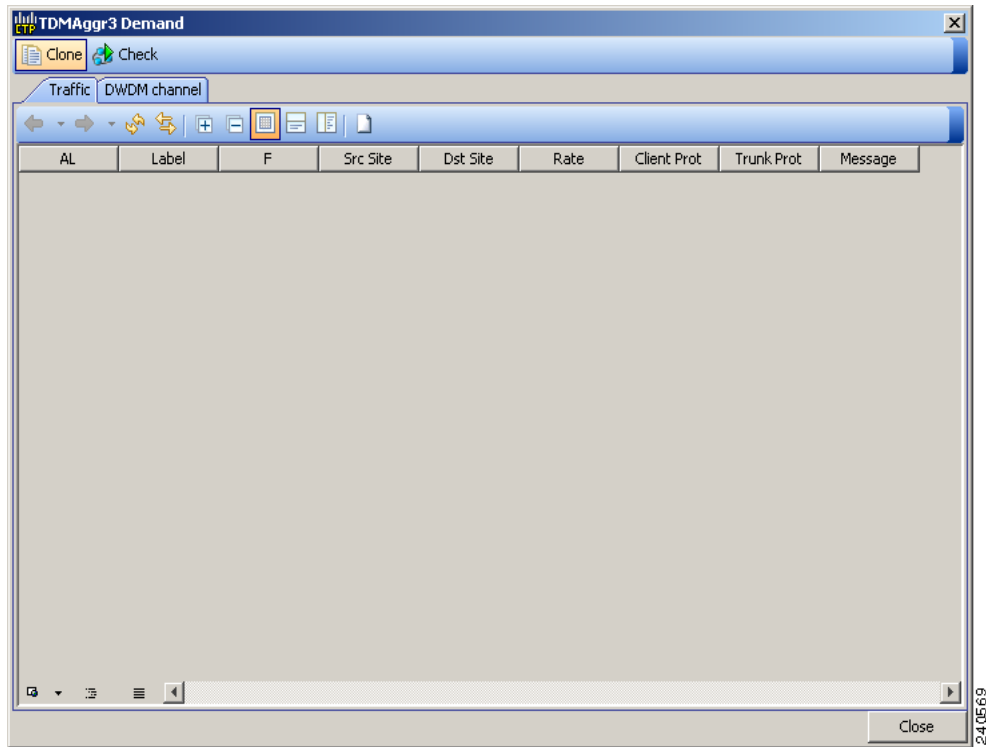 CTP TDMAggr3 Demand
Clone Check
Traffic DWDM channel
AL Label F Src Site Dst Site Rate Client Prot Trunk Prot Message
Close
240569